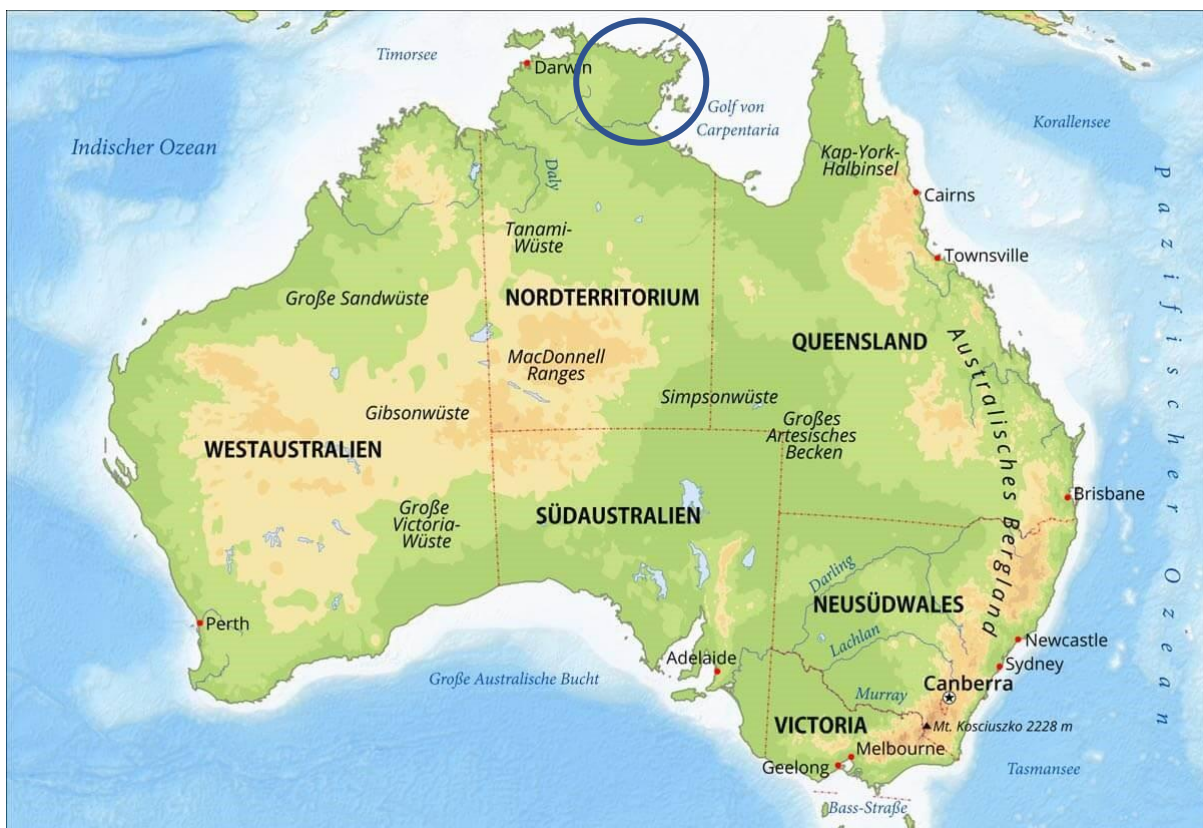 Timorsee
Darwin
Golf von
Carpentaria
Korallensee
Indischer Ozean
Kap-York-
Halbinsel
Daly
Cairns
Pazifischer Ozean
Tanami-
Wüste
Townsville
Große Sandwüste
NORDTERRITORIUM
QUEENSLAND
Australisches Bergland
MacDonnell
Ranges
Simpsonwüste
Gibsonwüste
Großes
Artesisches
Becken
WESTAUSTRALIEN
Brisbane
Große
Victoria-
Wüste
SÜDAUSTRALIEN
Darling
NEUSÜDWALES
Perth
Lachlan
Newcastle
Adelaide
Sydney
Große Australische Bucht
Canberra
Murray
VICTORIA
Mt. Kosciuszko 2228 m
Melbourne
Geelong
Tasmansee
Bass-Straße